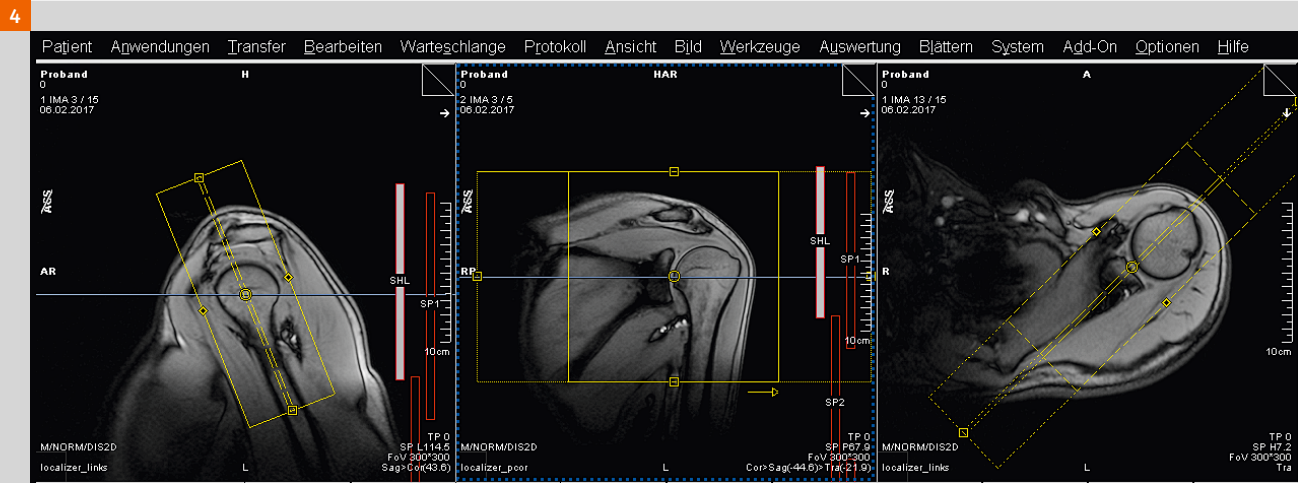 4
Patient Anwendungen Transfer Bearbeiten Warteschlange Protokoll Ansicht Bild Werkzeuge Auswertung Blättern System Add-On Optionen Hilfe
Proband
H
0
1 IMA 3 / 15
06.02.2017
AR
SHL
SP1
10cm
TP 0
M/NORM/DIS2D
SP L114.5
FoV 300*300
localizer_links
L
Sag>Cor(43.6)
Proband
HAR
0
2 IMA 3 / 5
06.02.2017
RP
SHL
SP1
10cm
SP2
TP 0
M/NORM/DIS2D
SP P67.9
FoV 300*300
localizer_pcor
L
Cor>Sag(-44.6)>Tra(-21.9)
Proband
A
0
1 IMA 13 / 15
06.02.2017
R
10cm
TP 0
M/NORM/DIS2D
SP H7.2
FoV 300*300
localizer_links
L
Tra